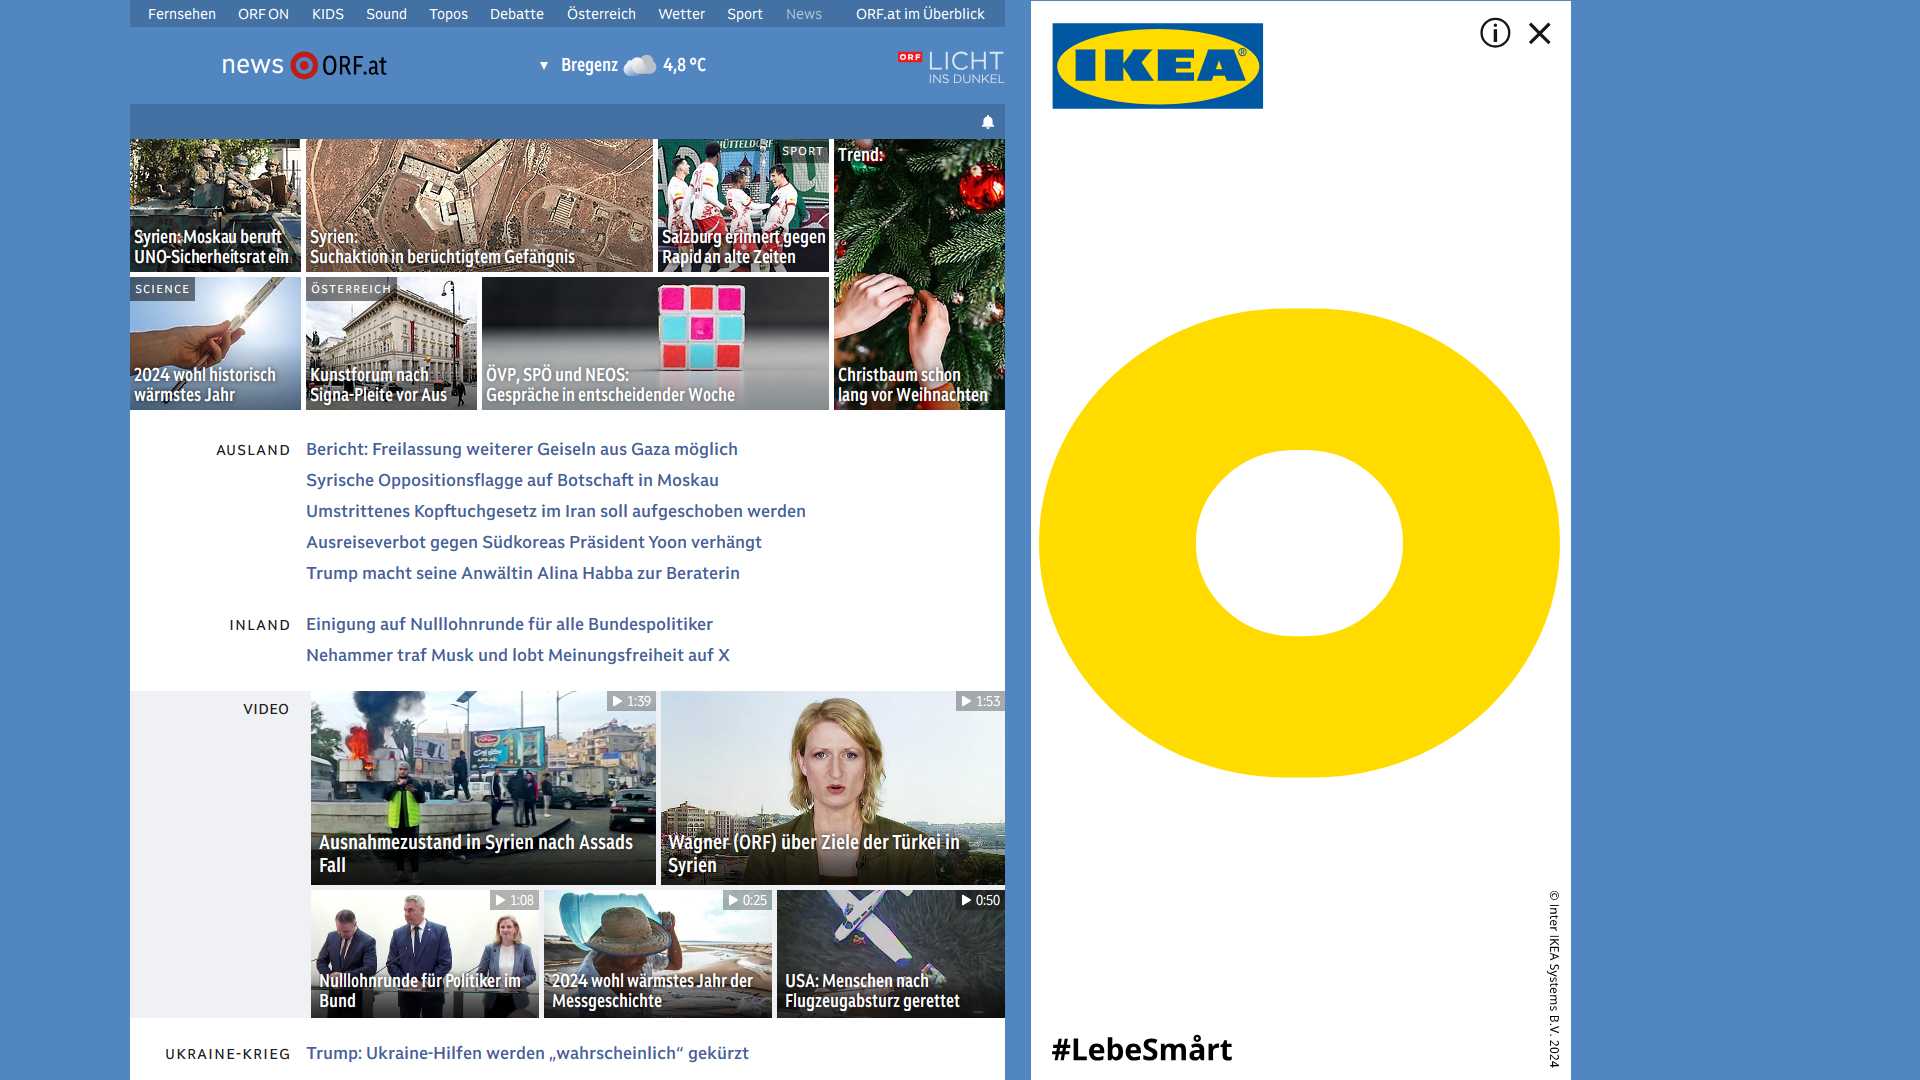 Fernsehen ORF ON KIDS Sound Topos Debatte Österreich Wetter Sport News ORF.at im Überblick
news ORF.at
Bregenz 4,8 °C
ORF LICHT
INS DUNKEL
Syrien: Moskau beruft
UNO-Sicherheitsrat ein
Syrien:
Suchaktion in berüchtigtem Gefängnis
SPORT
Salzburg erinnert gegen
Rapid an alte Zeiten
Trend:
Christbaum schon
lang vor Weihnachten
SCIENCE
2024 wohl historisch
wärmstes Jahr
ÖSTERREICH
Kunstforum nach
Signa-Pleite vor Aus
ÖVP, SPÖ und NEOS:
Gespräche in entscheidender Woche
AUSLAND
Bericht: Freilassung weiterer Geiseln aus Gaza möglich
Syrische Oppositionsflagge auf Botschaft in Moskau
Umstrittenes Kopftuchgesetz im Iran soll aufgeschoben werden
Ausreiseverbot gegen Südkoreas Präsident Yoon verhängt
Trump macht seine Anwältin Alina Habba zur Beraterin
INLAND
Einigung auf Nulllohnrunde für alle Bundespolitiker
Nehammer traf Musk und lobt Meinungsfreiheit auf X
VIDEO
1:39
Ausnahmezustand in Syrien nach Assads
Fall
1:53
Wagner (ORF) über Ziele der Türkei in
Syrien
1:08
Nulllohnrunde für Politiker im
Bund
0:25
2024 wohl wärmstes Jahr der
Messgeschichte
0:50
USA: Menschen nach
Flugzeugabsturz gerettet
UKRAINE-KRIEG
Trump: Ukraine-Hilfen werden „wahrscheinlich“ gekürzt
IKEA®
© Inter IKEA Systems B.V. 2024
#LebeSmårt